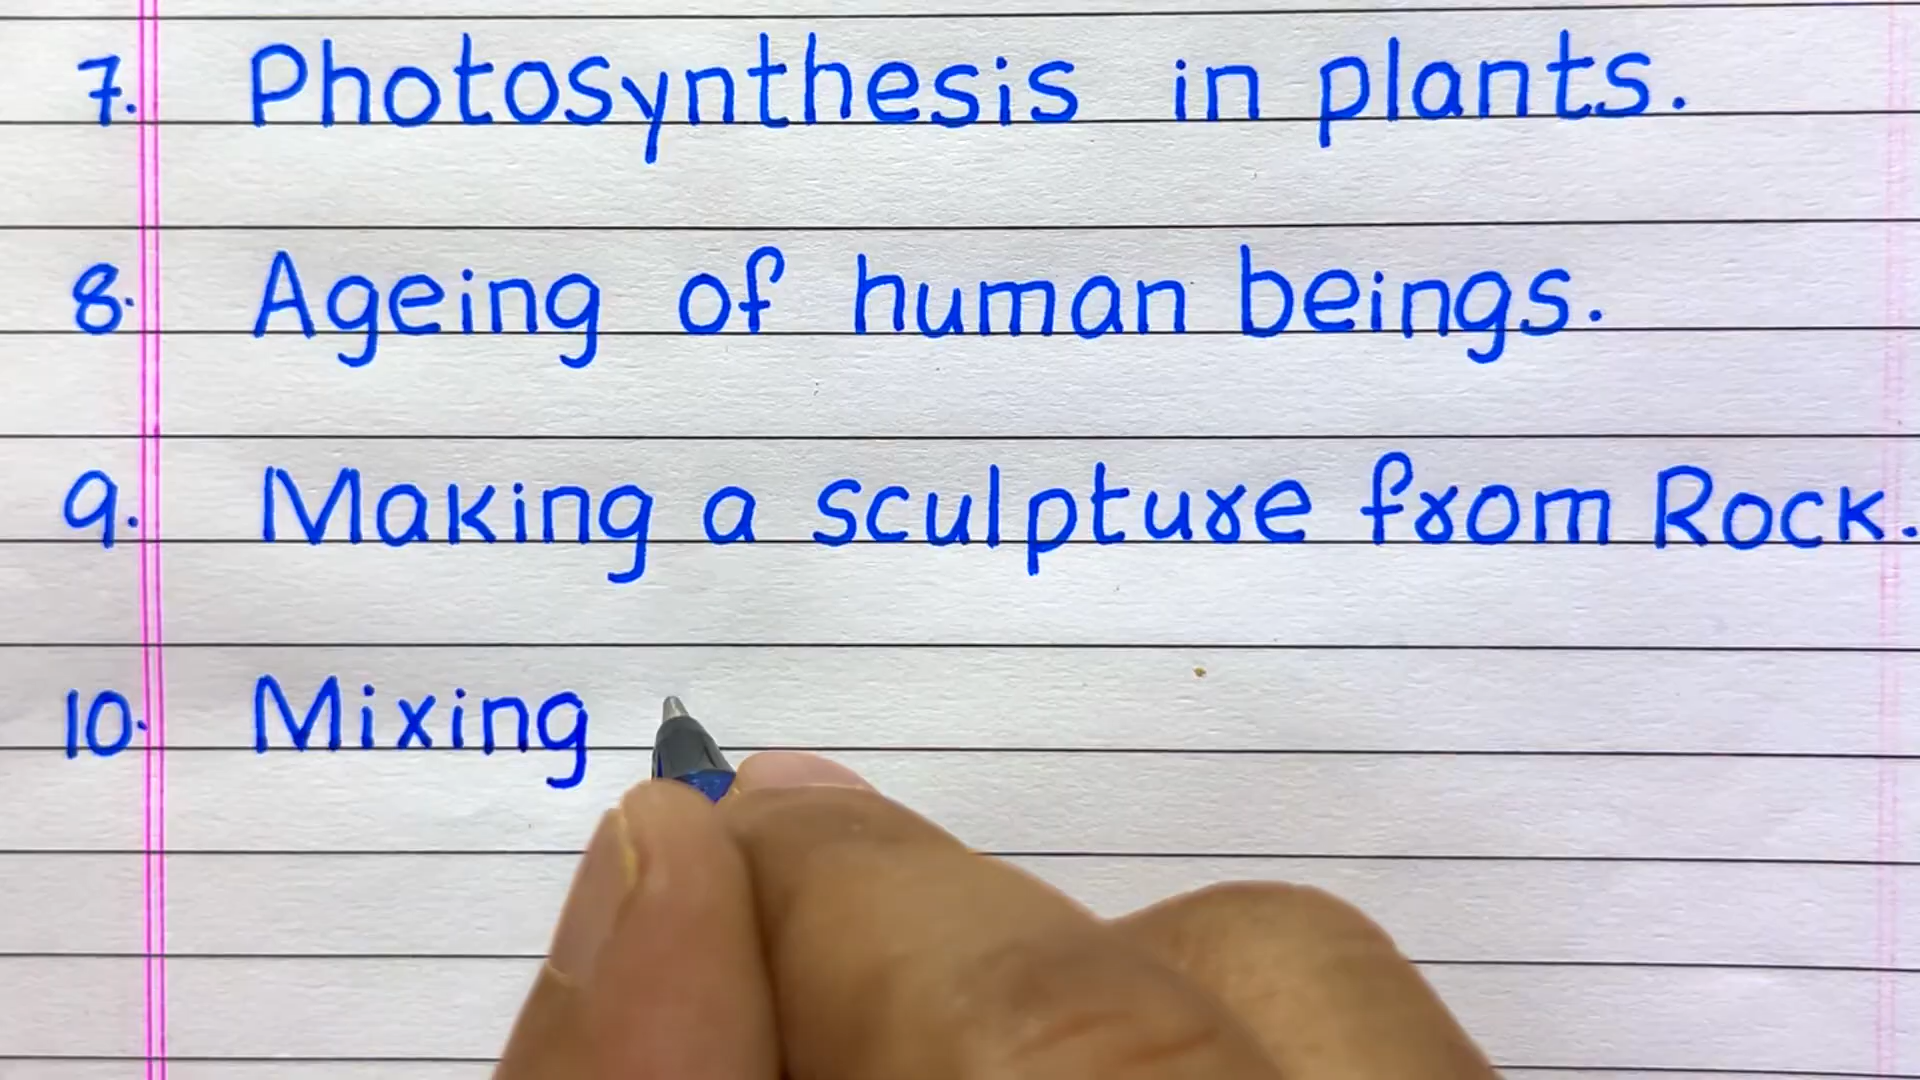 7. Photosynthesis in plants.
8. Ageing of human beings.
9. Making a sculpture from Rock.
10. Mixing